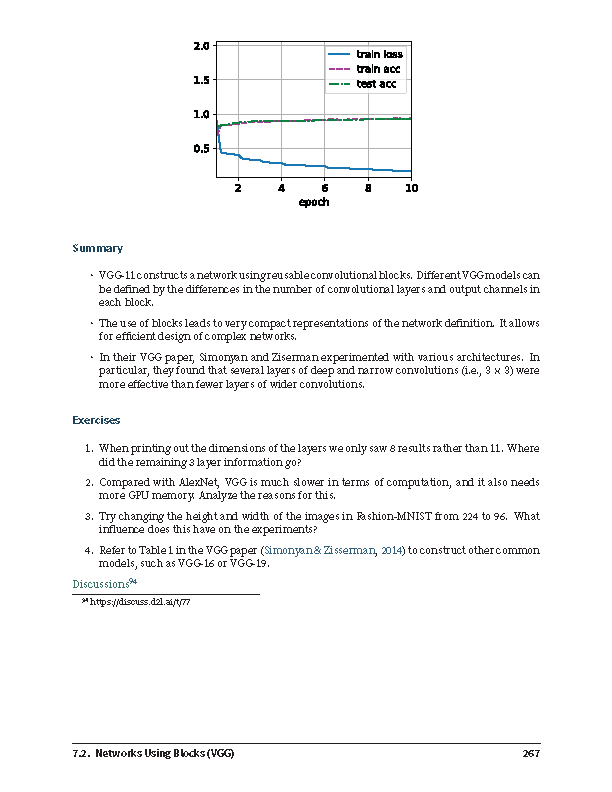 2.0
1.5
1.0
0.5
train loss
train acc
test acc
2 4 6 8 10
epoch
Summary
• VGG-11 constructs a network using reusable convolutional blocks. Different VGG models can
be defined by the differences in the number of convolutional layers and output channels in
each block.
• The use of blocks leads to very compact representations of the network definition. It allows
for efficient design of complex networks.
• In their VGG paper, Simonyan and Ziserman experimented with various architectures. In
particular, they found that several layers of deep and narrow convolutions (i.e., 3 × 3) were
more effective than fewer layers of wider convolutions.
Exercises
1. When printing out the dimensions of the layers we only saw 8 results rather than 11. Where
did the remaining 3 layer information go?
2. Compared with AlexNet, VGG is much slower in terms of computation, and it also needs
more GPU memory. Analyze the reasons for this.
3. Try changing the height and width of the images in Fashion-MNIST from 224 to 96. What
influence does this have on the experiments?
4. Refer to Table 1 in the VGG paper (Simonyan & Zisserman, 2014) to construct other common
models, such as VGG-16 or VGG-19.
Discussions94
94 https://discuss.d2l.ai/t/77
7.2. Networks Using Blocks (VGG) 267